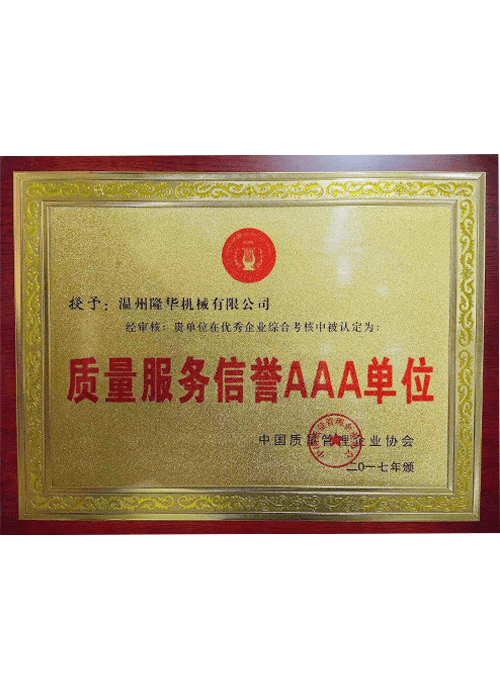 授予：温州隆华机械有限公司
经审核：贵单位在优秀企业综合考核中被认定为：
质量服务信誉AAA单位
中国质量管理企业协会
二〇一七年颁